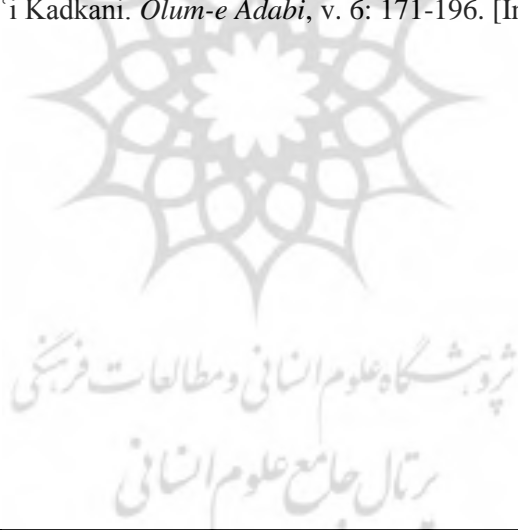 ʿi Kadkani. Olum-e Adabi, v. 6: 171-196. [In
پژوهشگاه علوم انسانی و مطالعات فرهنگی
پرتال جامع علوم انسانی